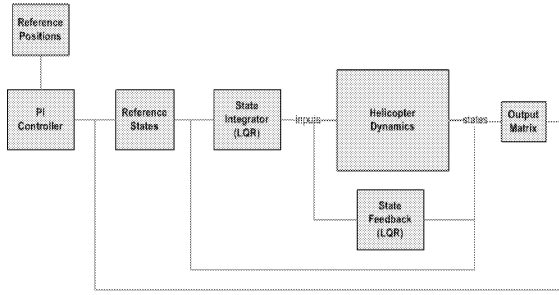 Reference
Positions
PI
Controller
Reference
States
State
Integrator
(LQR)
inputs
Helicopter
Dynamics
states
Output
Matrix
State
Feedback
(LQR)